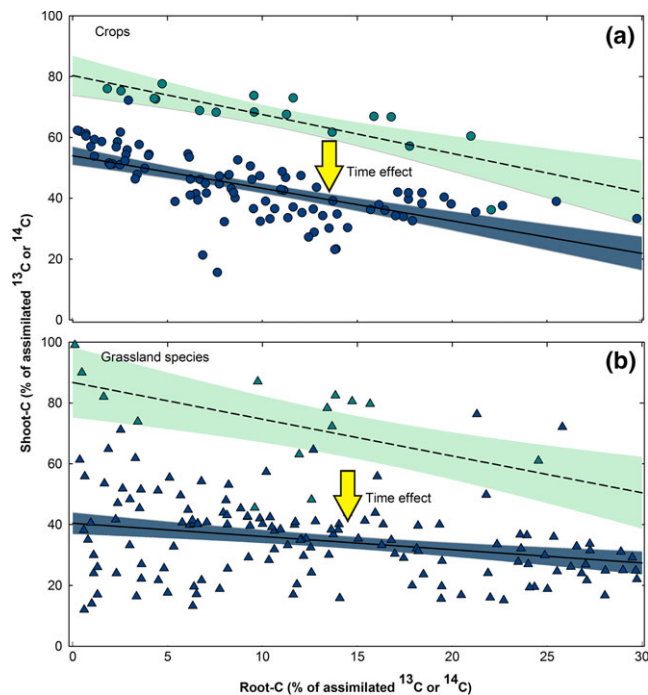 100
(a)
Crops
80
60
Time effect
40
20
0
100
(b)
Grassland species
80
60
Time effect
40
20
0
0 5 10 15 20 25 30
Shoot-C (% of assimilated ¹³C or ¹⁴C)
Root-C (% of assimilated ¹³C or ¹⁴C)